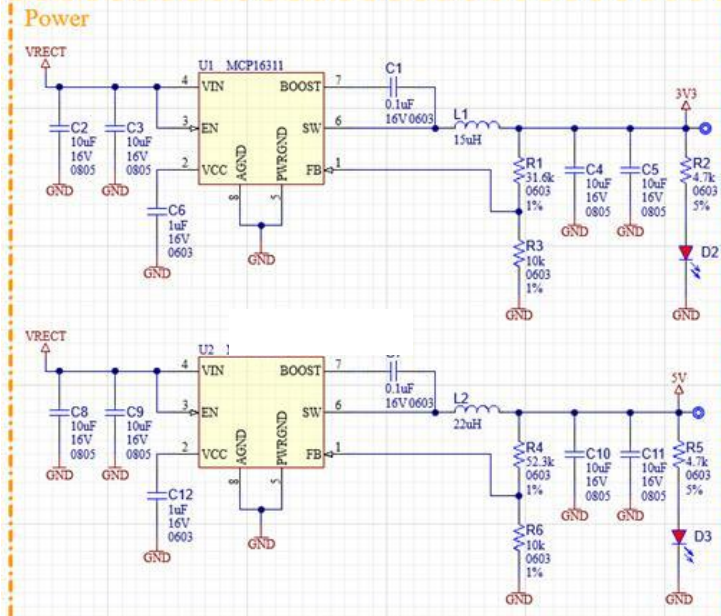 Power
VRECT
U1 MCP16311
4 VIN
BOOST 7
3 EN
SW 6
2 VCC
FB 1
AGND
PWRGND
8
5
GND
C2
10uF
16V
0805
GND
C3
10uF
16V
0805
GND
C6
1uF
16V
0603
GND
C1
0.1uF
16V 0603
L1
15uH
R1
31.6k
0603
1%
R3
10k
0603
1%
GND
C4
10uF
16V
0805
GND
C5
10uF
16V
0805
GND
3V3
R2
4.7k
0603
5%
D2
GND
VRECT
U2
4 VIN
BOOST 7
3 EN
SW 6
2 VCC
FB 1
AGND
PWRGND
8
5
GND
C8
10uF
16V
0805
GND
C9
10uF
16V
0805
GND
C12
1uF
16V
0603
GND
0.1uF
16V 0603
L2
22uH
R4
52.3k
0603
1%
R6
10k
0603
1%
GND
C10
10uF
16V
0805
GND
C11
10uF
16V
0805
GND
5V
R5
4.7k
0603
5%
D3
GND